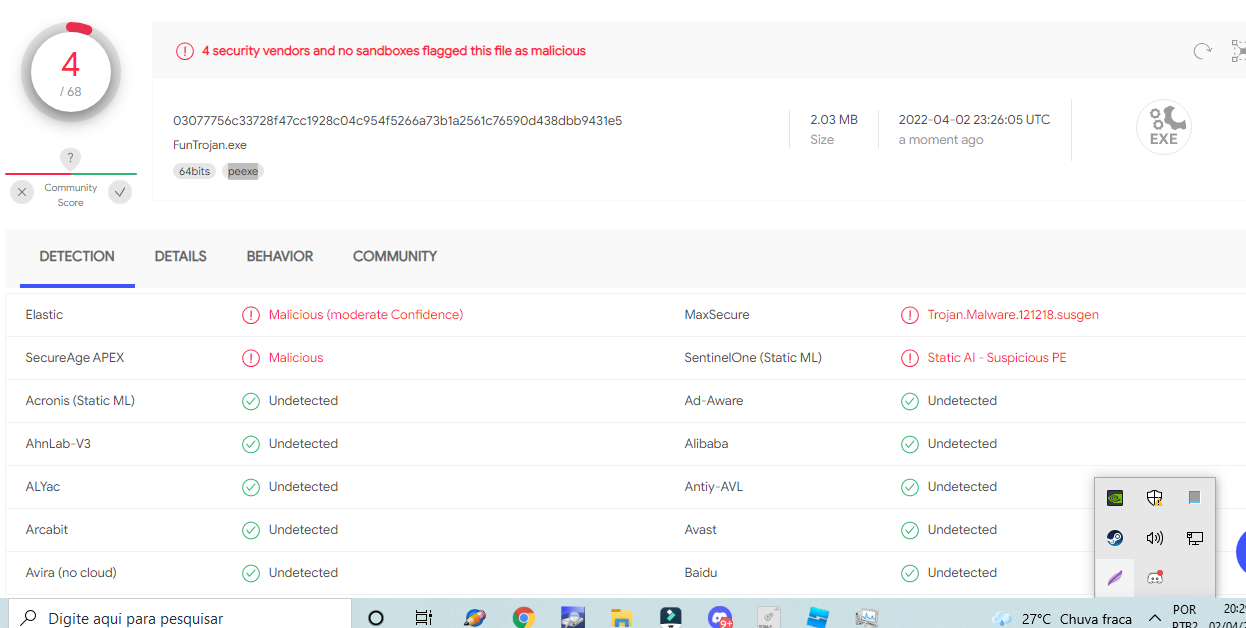 4
/ 68
?
Community
Score
4 security vendors and no sandboxes flagged this file as malicious
03077756c33728f47cc1928c04c954f5266a73b1a2561c76590d438dbb9431e5
FunTrojan.exe
64bits peexe
2.03 MB
Size
2022-04-02 23:26:05 UTC
a moment ago
EXE
DETECTION DETAILS BEHAVIOR COMMUNITY
Elastic Malicious (moderate Confidence) MaxSecure Trojan.Malware.121218.susgen
SecureAge APEX Malicious SentinelOne (Static ML) Static AI - Suspicious PE
Acronis (Static ML) Undetected Ad-Aware Undetected
AhnLab-V3 Undetected Alibaba Undetected
ALYac Undetected Antiy-AVL Undetected
Arcabit Undetected Avast Undetected
Avira (no cloud) Undetected Baidu Undetected
Digite aqui para pesquisar
9+
27°C Chuva fraca
POR
PTB2
20:2
02/04/